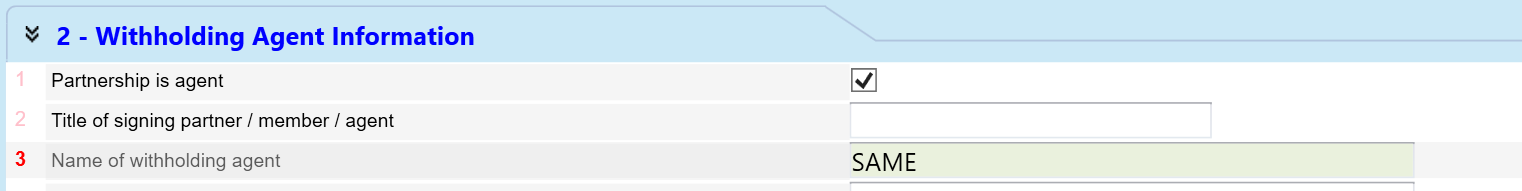 2 - Withholding Agent Information
1 Partnership is agent
2 Title of signing partner / member / agent
3 Name of withholding agent SAME